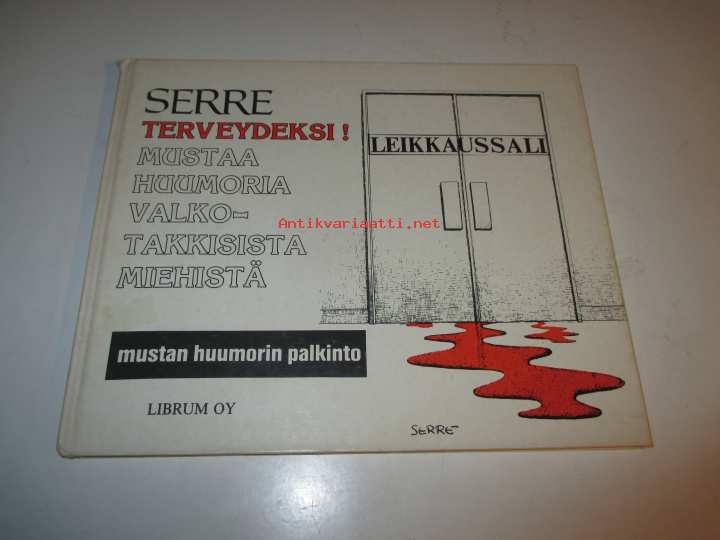 SERRE
TERVEYDEKSI!
MUSTAA
HUUMORIA
VALKO-
TAKKISISTA
MIEHISTÄ
LEIKKAUSSALI
Antikvariaatti.net
mustan huumorin palkinto
LIBRUM OY
SERRE